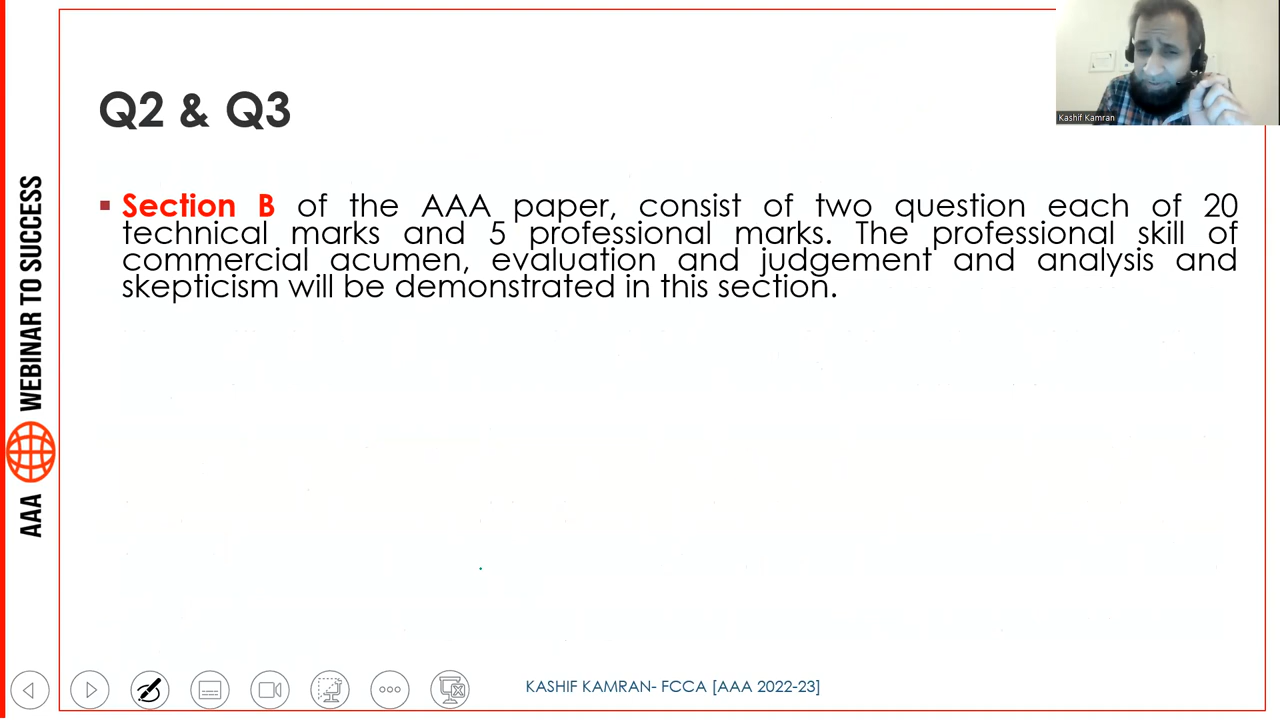 Kashif Kamran
Q2 & Q3
AAA WEBINAR TO SUCCESS
▪ Section B of the AAA paper, consist of two question each of 20
technical marks and 5 professional marks. The professional skill of
commercial acumen, evaluation and judgement and analysis and
skepticism will be demonstrated in this section.
KASHIF KAMRAN- FCCA [AAA 2022-23]